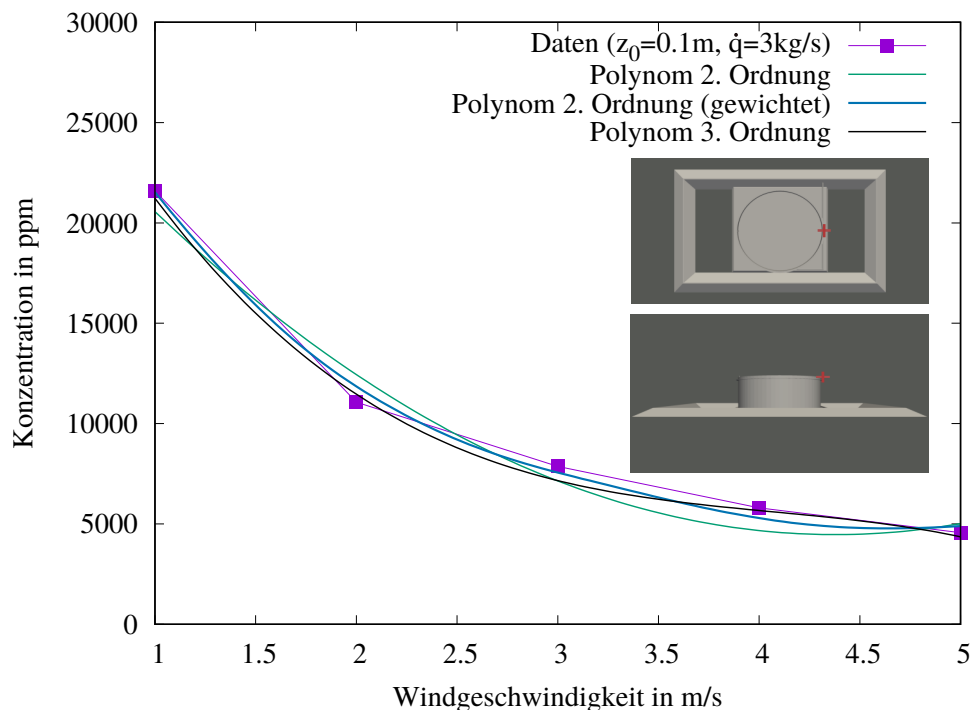 30000
25000
20000
15000
10000
5000
0
Konzentration in ppm
Daten (z₀=0.1m, q̇=3kg/s)
Polynom 2. Ordnung
Polynom 2. Ordnung (gewichtet)
Polynom 3. Ordnung
1 1.5 2 2.5 3 3.5 4 4.5 5
Windgeschwindigkeit in m/s